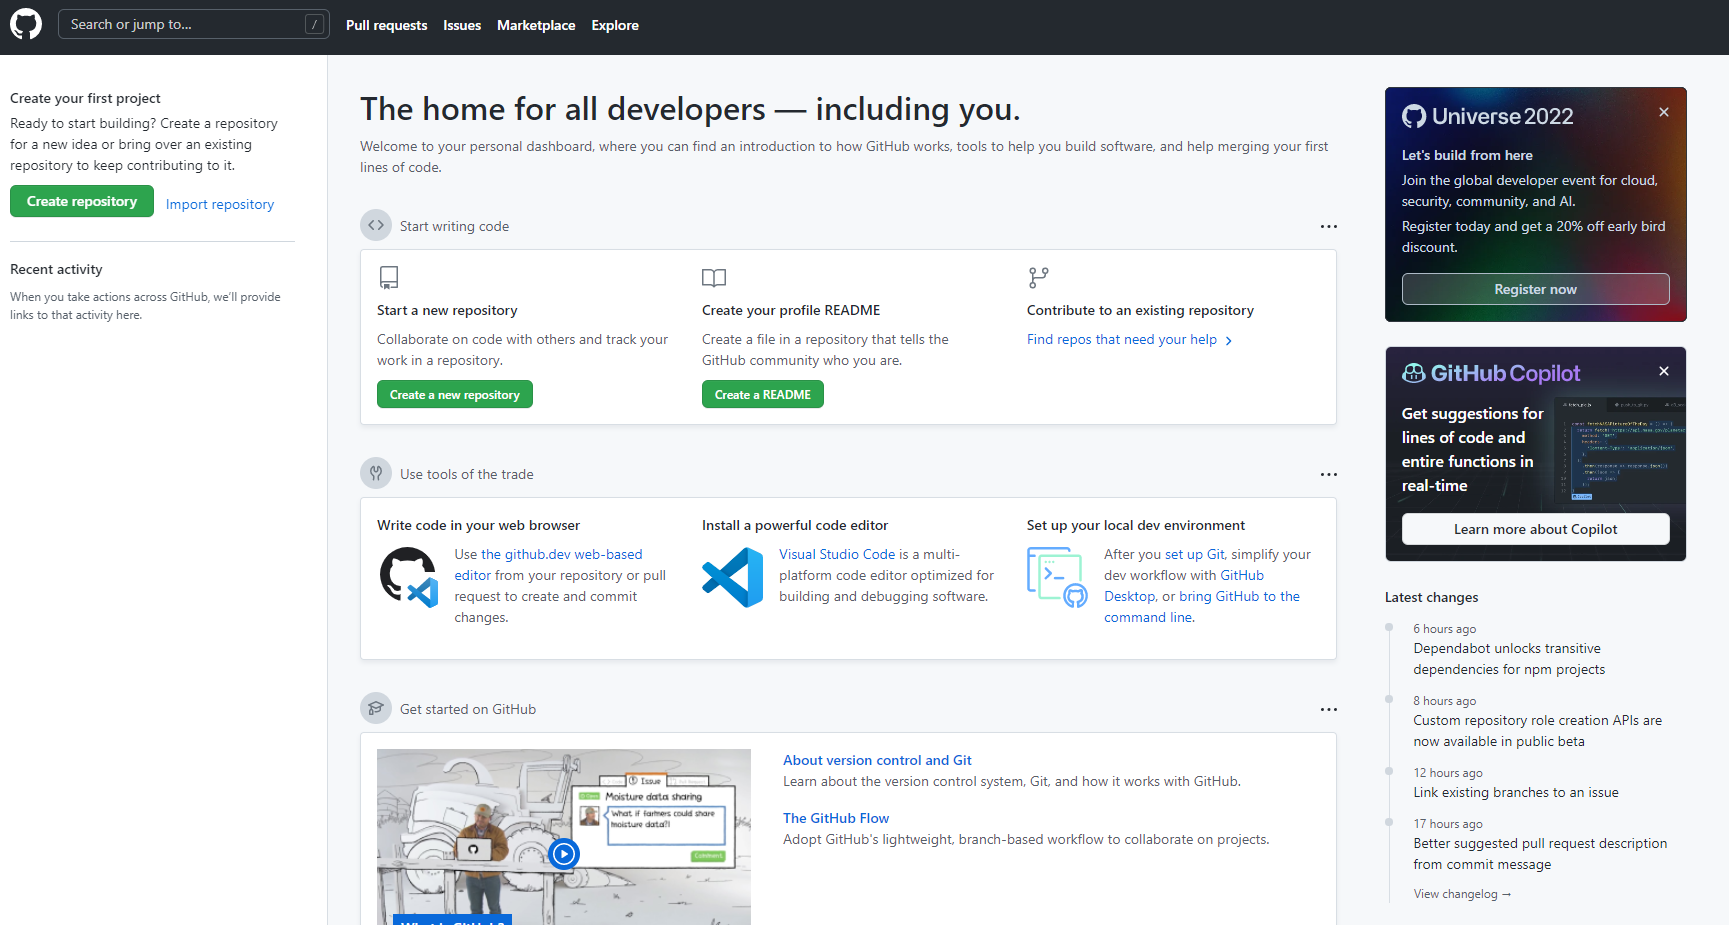 Search or jump to...
/
Pull requests
Issues
Marketplace
Explore
Create your first project
Ready to start building? Create a repository
for a new idea or bring over an existing
repository to keep contributing to it.
Create repository
Import repository
Recent activity
When you take actions across GitHub, we'll provide
links to that activity here.
The home for all developers — including you.
Welcome to your personal dashboard, where you can find an introduction to how GitHub works, tools to help you build software, and help merging your first
lines of code.
Start writing code
Start a new repository
Collaborate on code with others and track your
work in a repository.
Create a new repository
Create your profile README
Create a file in a repository that tells the
GitHub community who you are.
Create a README
Contribute to an existing repository
Find repos that need your help
Use tools of the trade
Write code in your web browser
Use the github.dev web-based
editor from your repository or pull
request to create and commit
changes.
Install a powerful code editor
Visual Studio Code is a multi-
platform code editor optimized for
building and debugging software.
Set up your local dev environment
After you set up Git, simplify your
dev workflow with GitHub
Desktop, or bring GitHub to the
command line.
Get started on GitHub
Issue
Moisture data sharing
What if farmers could share
moisture data?!
Comment
About version control and Git
Learn about the version control system, Git, and how it works with GitHub.
The GitHub Flow
Adopt GitHub's lightweight, branch-based workflow to collaborate on projects.
Universe 2022
Let's build from here
Join the global developer event for cloud,
security, community, and AI.
Register today and get a 20% off early bird
discount.
Register now
GitHub Copilot
Get suggestions for
lines of code and
entire functions in
real-time
Learn more about Copilot
Latest changes
6 hours ago
Dependabot unlocks transitive
dependencies for npm projects
8 hours ago
Custom repository role creation APIs are
now available in public beta
12 hours ago
Link existing branches to an issue
17 hours ago
Better suggested pull request description
from commit message
View changelog →